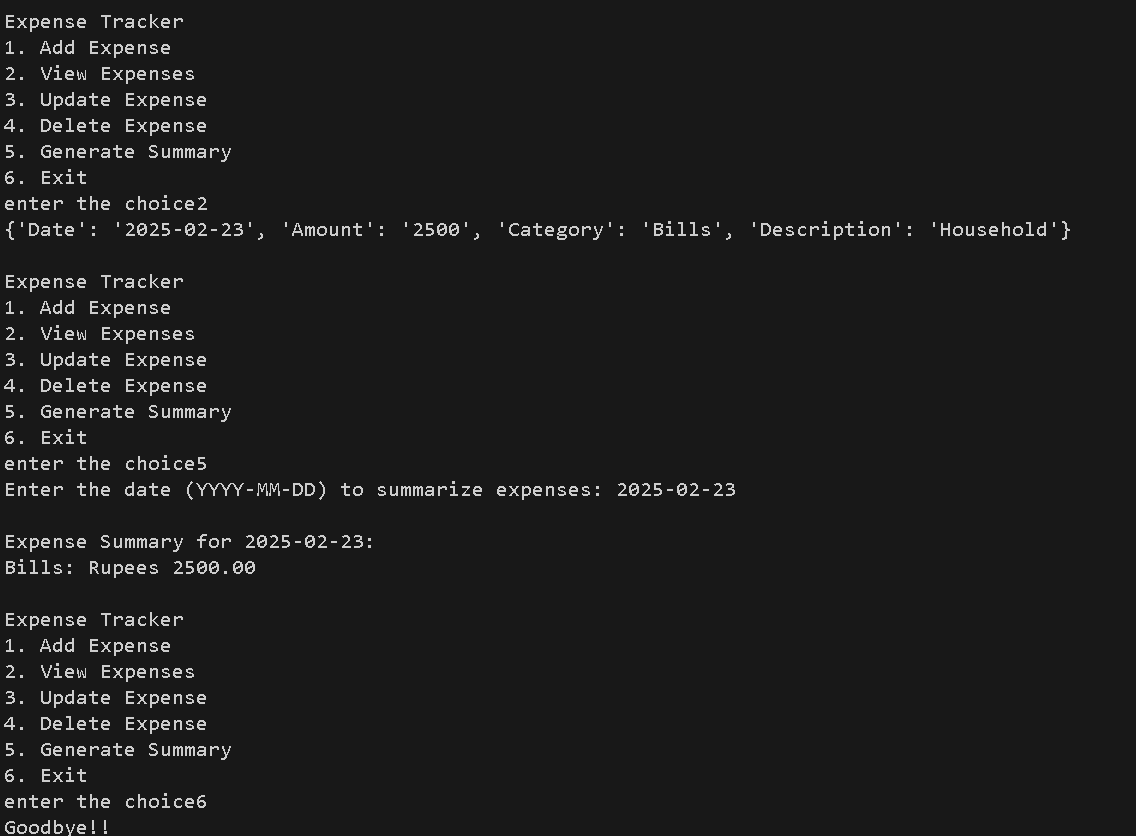 Expense Tracker
1. Add Expense
2. View Expenses
3. Update Expense
4. Delete Expense
5. Generate Summary
6. Exit
enter the choice2
{'Date': '2025-02-23', 'Amount': '2500', 'Category': 'Bills', 'Description': 'Household'}
Expense Tracker
1. Add Expense
2. View Expenses
3. Update Expense
4. Delete Expense
5. Generate Summary
6. Exit
enter the choice5
Enter the date (YYYY-MM-DD) to summarize expenses: 2025-02-23
Expense Summary for 2025-02-23:
Bills: Rupees 2500.00
Expense Tracker
1. Add Expense
2. View Expenses
3. Update Expense
4. Delete Expense
5. Generate Summary
6. Exit
enter the choice6
Goodbye!!